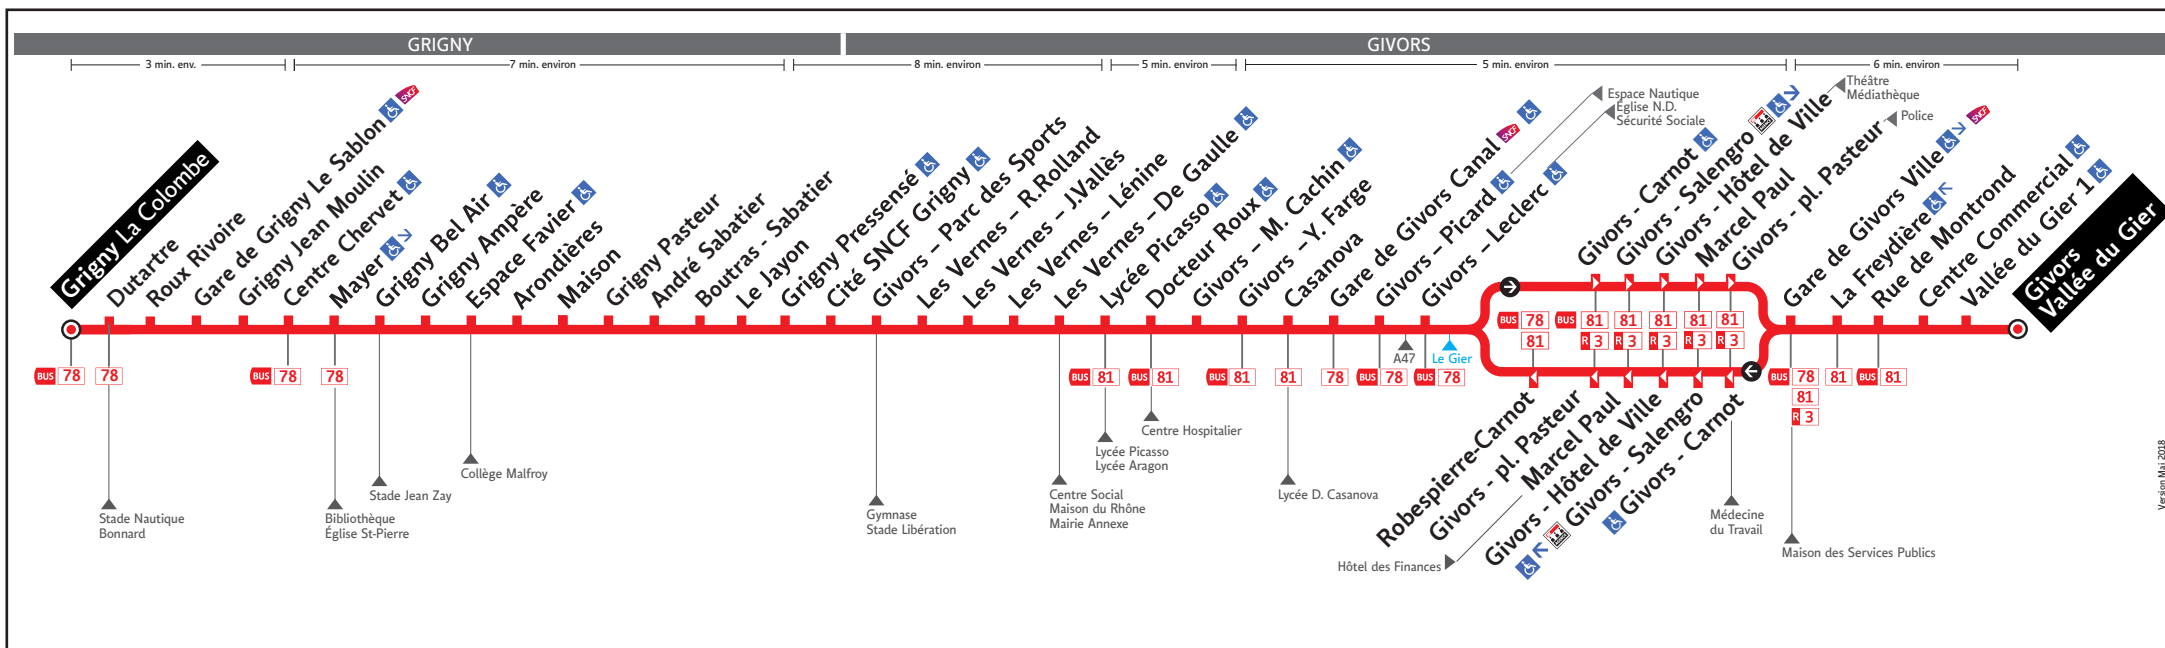 GRIGNY
GIVORS
3 min. env.
7 min. environ
8 min. environ
5 min. environ
5 min. environ
6 min. environ
Grigny La Colombe
Dutartre
Roux Rivoire
Gare de Grigny Le Sablon
SNCF
Grigny Jean Moulin
Centre Chervet
Mayer
Grigny Bel Air
Grigny Ampère
Espace Favier
Arondières
Maison
Grigny Pasteur
André Sabatier
Boutras - Sabatier
Le Jayon
Grigny Pressensé
Cité SNCF Grigny
Givors - Parc des Sports
Les Vernes - R.Rolland
Les Vernes - J.Vallès
Les Vernes - Lénine
Les Vernes - De Gaulle
Lycée Picasso
Docteur Roux
Givors - M. Cachin
Givors -Y. Farge
Casanova
Gare de Givors Canal
SNCF
Givors - Picard
Givors - Leclerc
Espace Nautique
Église N.D.
Sécurité Sociale
Givors - Carnot
Givors - Salengro
Givors - Hôtel de Ville
Théâtre
Médiathèque
Marcel Paul
Givors - pl. Pasteur
Police
Gare de Givors Ville
SNCF
La Freydière
Rue de Montrond
Centre Commercial
Vallée du Gier 1
Givors
Vallée du Gier
BUS 78
78
BUS 78
78
BUS 81
BUS 81
BUS 81
81
78
BUS 78
BUS 78
A47
Le Gier
BUS 78
81
BUS 81
R 3
81
R 3
81
R 3
81
R 3
81
R 3
BUS 78
81
R 3
81
BUS 81
Robespierre-Carnot
Givors - pl. Pasteur
Marcel Paul
Givors - Hôtel de Ville
Givors - Salengro
Givors - Carnot
Hôtel des Finances
Stade Nautique
Bonnard
Bibliothèque
Église St-Pierre
Stade Jean Zay
Collège Malfroy
Gymnase
Stade Libération
Centre Social
Maison du Rhône
Mairie Annexe
Lycée Picasso
Lycée Aragon
Centre Hospitalier
Lycée D. Casanova
Médecine
du Travail
Maison des Services Publics
Version Mai 2018